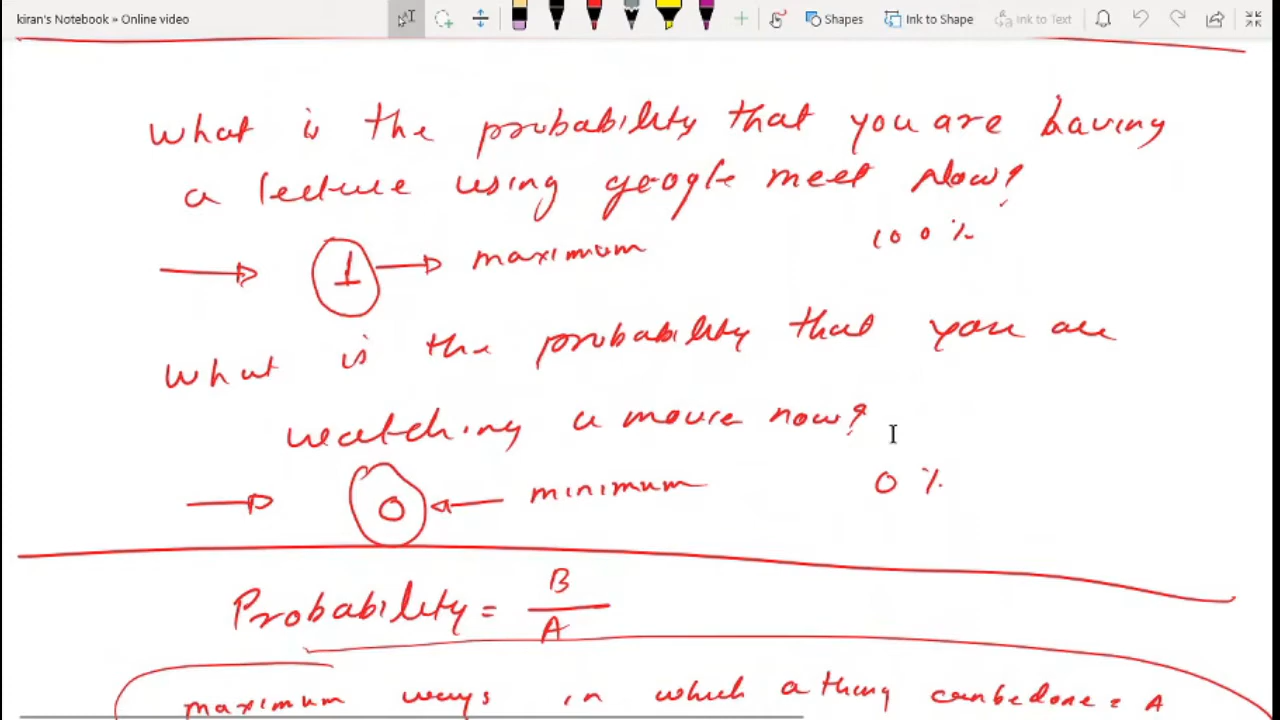 kiran's Notebook » Online video
Shapes
Ink to Shape
Ink to Text
What is the probability that you are having
a lecture using google meet Now?
100 %
→ 1 → maximum
What is the probability that you are
watching a movie now?
→ 0 ← minimum
0 %
Probability = B
A
maximum ways in which a thing can be done = A